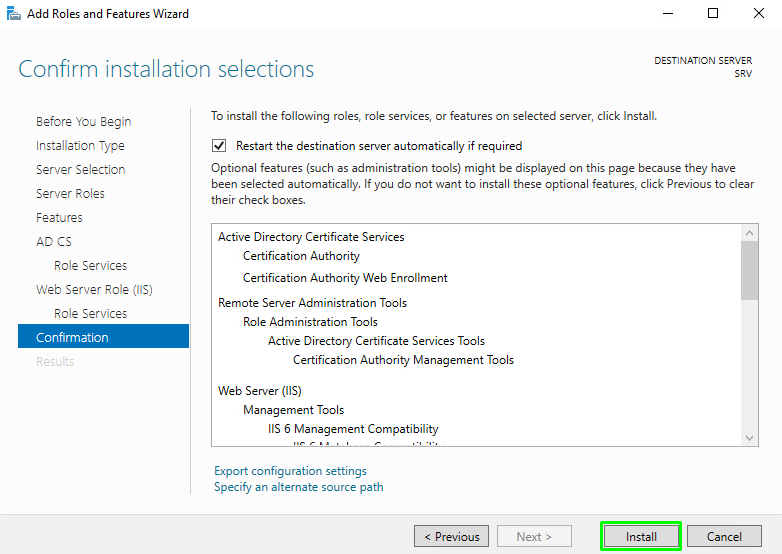 Add Roles and Features Wizard
Confirm installation selections
DESTINATION SERVER
SRV
Before You Begin
Installation Type
Server Selection
Server Roles
Features
AD CS
Role Services
Web Server Role (IIS)
Role Services
Confirmation
Results
To install the following roles, role services, or features on selected server, click Install.
Restart the destination server automatically if required
Optional features (such as administration tools) might be displayed on this page because they have
been selected automatically. If you do not want to install these optional features, click Previous to clear
their check boxes.
Active Directory Certificate Services
Certification Authority
Certification Authority Web Enrollment
Remote Server Administration Tools
Role Administration Tools
Active Directory Certificate Services Tools
Certification Authority Management Tools
Web Server (IIS)
Management Tools
IIS 6 Management Compatibility
IIS 6 Metabase Compatibility
Export configuration settings
Specify an alternate source path
< Previous
Next >
Install
Cancel